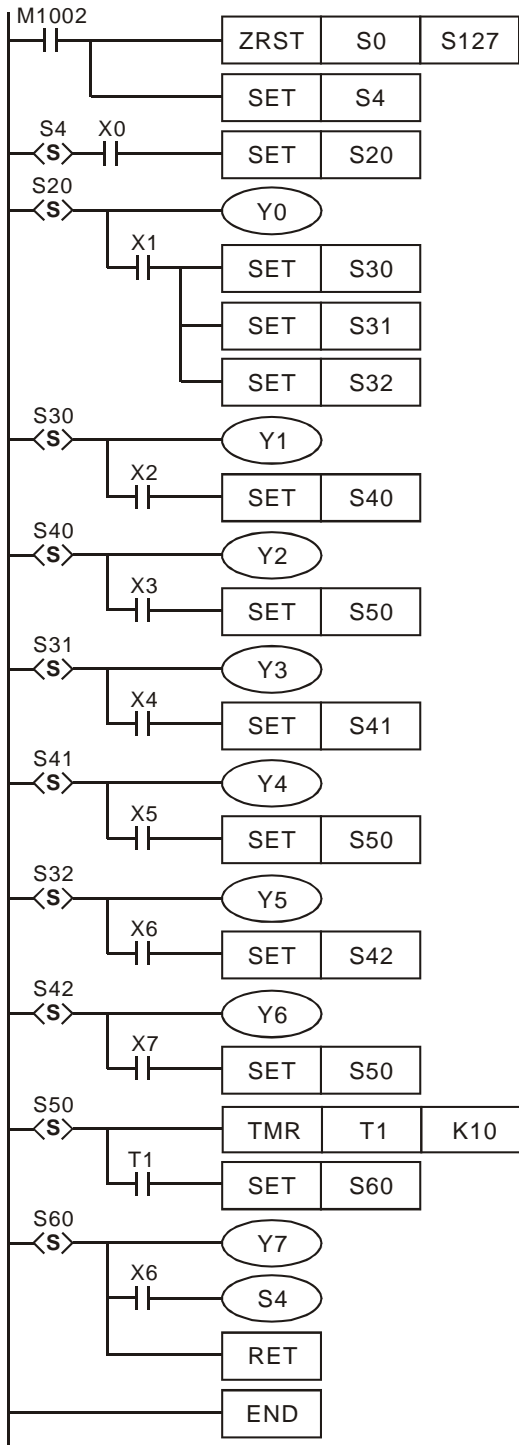 M1002
ZRST S0 S127
SET S4
S4 X0
S SET S20
S20
S Y0
X1
SET S30
SET S31
SET S32
S30
S Y1
X2
SET S40
S40
S Y2
X3
SET S50
S31
S Y3
X4
SET S41
S41
S Y4
X5
SET S50
S32
S Y5
X6
SET S42
S42
S Y6
X7
SET S50
S50
S TMR T1 K10
T1
SET S60
S60
S Y7
X6
S4
RET
END